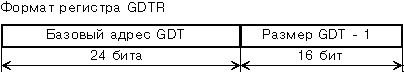 Формат регистра GDTR
Базовый адрес GDT
Размер GDT - 1
24 бита
16 бит